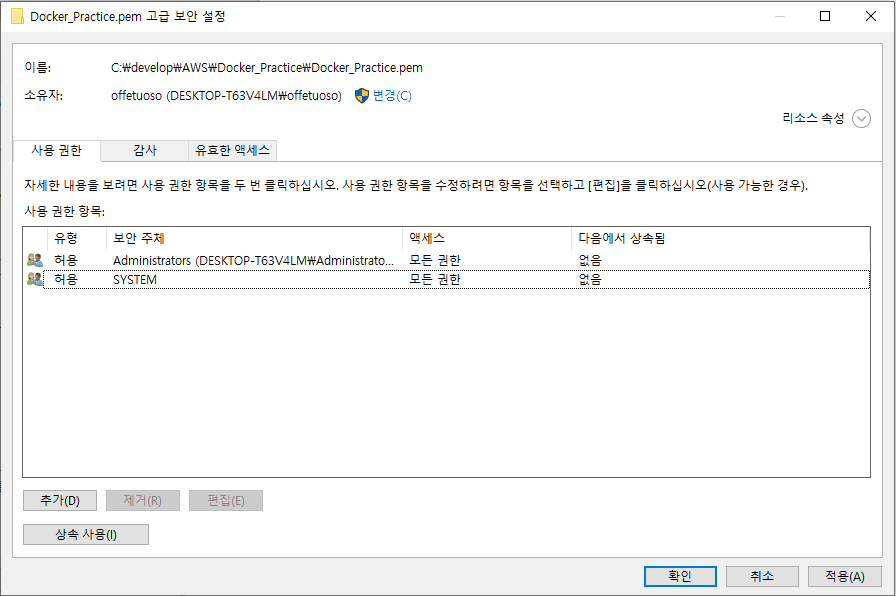 Docker_Practice.pem 고급 보안 설정
이름: C:\develop\AWS\Docker_Practice\Docker_Practice.pem
소유자: offetuoso (DESKTOP-T63V4LM\offetuoso) 변경(C)
리소스 속성
사용 권한 감사 유효한 액세스
자세한 내용을 보려면 사용 권한 항목을 두 번 클릭하십시오. 사용 권한 항목을 수정하려면 항목을 선택하고 [편집]을 클릭하십시오(사용 가능한 경우).
사용 권한 항목:
유형 보안 주체 액세스 다음에서 상속됨
허용 Administrators (DESKTOP-T63V4LM\Administrato... 모든 권한 없음
허용 SYSTEM 모든 권한 없음
추가(D) 제거(R) 편집(E)
상속 사용(I)
확인 취소 적용(A)